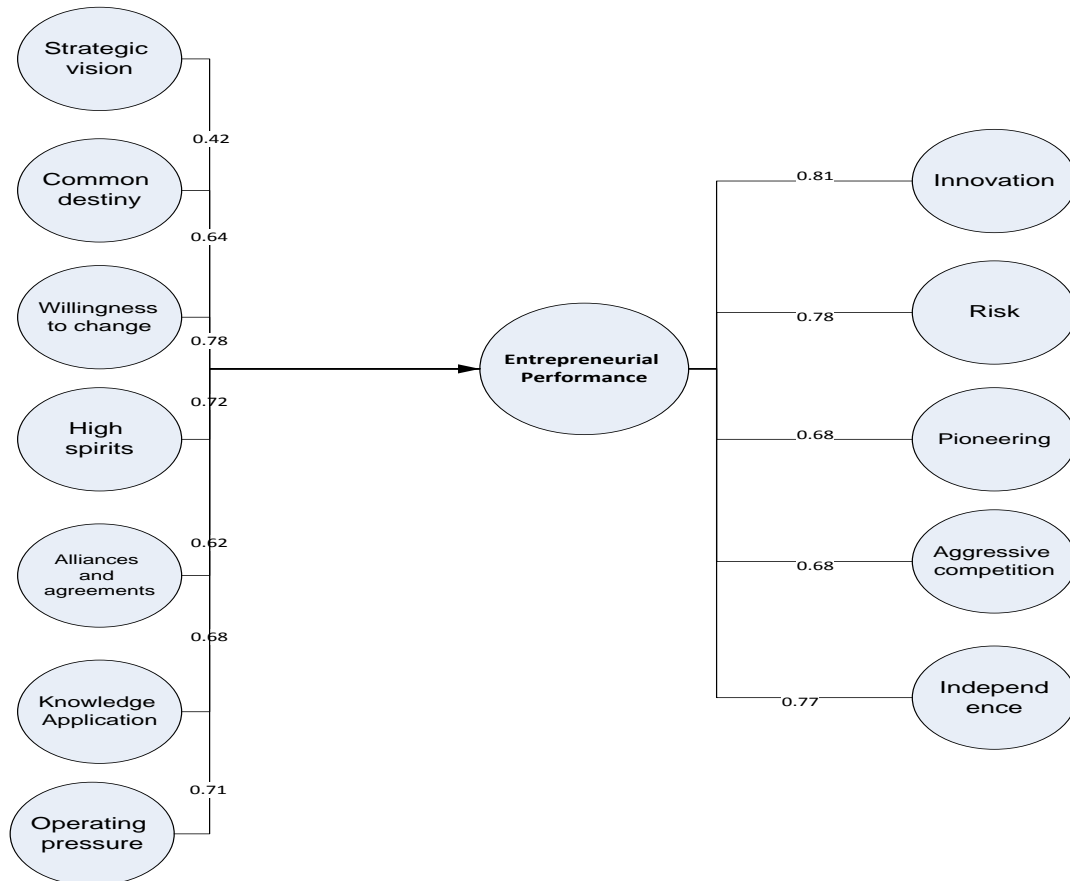 Strategic
vision
0.42
Common
destiny
0.64
Willingness
to change
0.78
0.72
High
spirits
0.62
Alliances
and
agreements
0.68
Knowledge
Application
0.71
Operating
pressure
Entrepreneurial
Performance
0.81
Innovation
0.78
Risk
0.68
Pioneering
0.68
Aggressive
competition
0.77
Independ
ence